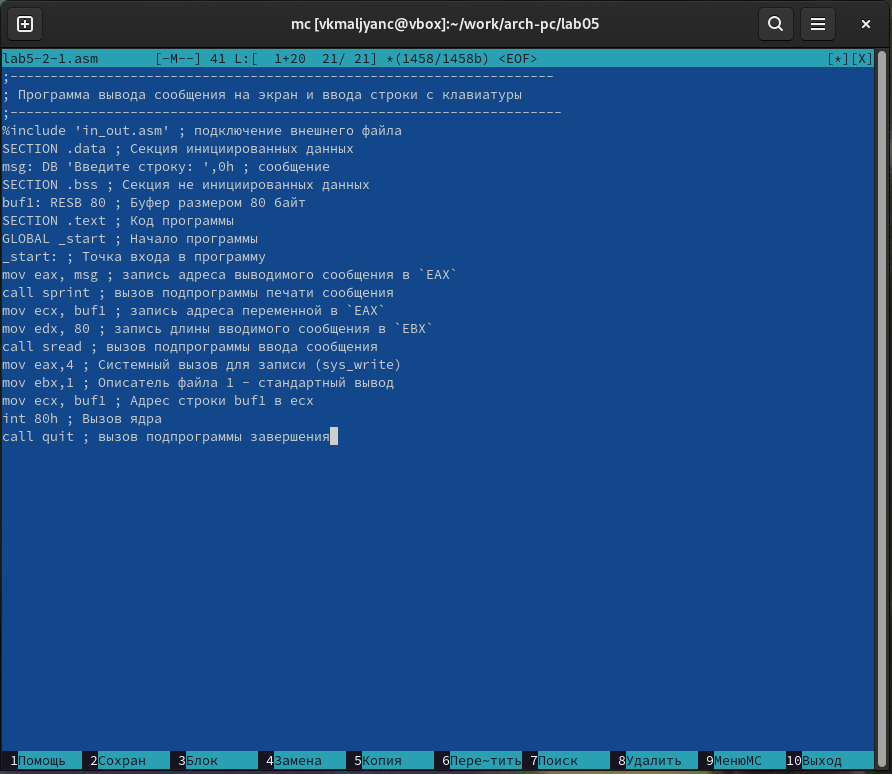 mc [vkmaljyanc@vbox]:~/work/arch-pc/lab05
lab5-2-1.asm [-M--] 41 L:[ 1+20 21/ 21] *(1458/1458b) <EOF> [*][X]
;--------------------------------------------------------------------
; Программа вывода сообщения на экран и ввода строки с клавиатуры
;---------------------------------------------------------------------
%include 'in_out.asm' ; подключение внешнего файла
SECTION .data ; Секция инициированных данных
msg: DB 'Введите строку: ',0h ; сообщение
SECTION .bss ; Секция не инициированных данных
buf1: RESB 80 ; Буфер размером 80 байт
SECTION .text ; Код программы
GLOBAL _start ; Начало программы
_start: ; Точка входа в программу
mov eax, msg ; запись адреса выводимого сообщения в `EAX`
call sprint ; вызов подпрограммы печати сообщения
mov ecx, buf1 ; запись адреса переменной в `EAX`
mov edx, 80 ; запись длины вводимого сообщения в `EBX`
call sread ; вызов подпрограммы ввода сообщения
mov eax,4 ; Системный вызов для записи (sys_write)
mov ebx,1 ; Описатель файла 1 - стандартный вывод
mov ecx, buf1 ; Адрес строки buf1 в ecx
int 80h ; Вызов ядра
call quit ; вызов подпрограммы завершения
1Помощь 2Сохран 3Блок 4Замена 5Копия 6Пере~тить 7Поиск 8Удалить 9МенюMC 10Выход